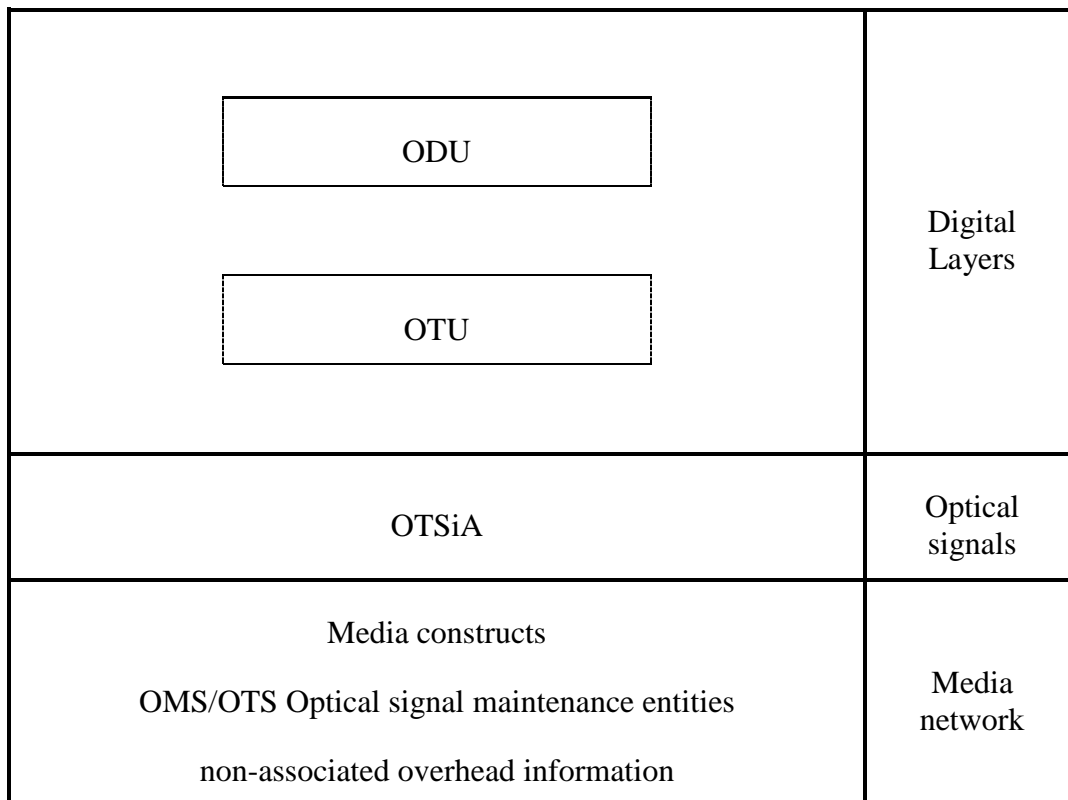 ODU
OTU
Digital
Layers
OTSiA
Optical
signals
Media constructs
OMS/OTS Optical signal maintenance entities
non-associated overhead information
Media
network